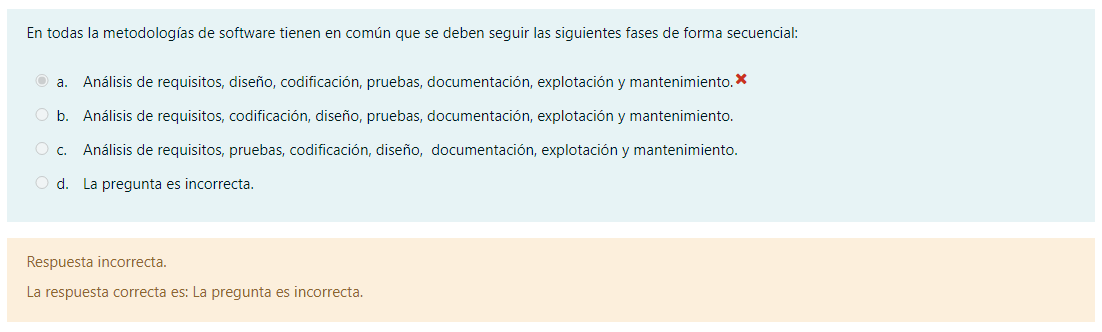 En todas la metodologías de software tienen en común que se deben seguir las siguientes fases de forma secuencial:
a. Análisis de requisitos, diseño, codificación, pruebas, documentación, explotación y mantenimiento.
b. Análisis de requisitos, codificación, diseño, pruebas, documentación, explotación y mantenimiento.
c. Análisis de requisitos, pruebas, codificación, diseño, documentación, explotación y mantenimiento.
d. La pregunta es incorrecta.
Respuesta incorrecta.
La respuesta correcta es: La pregunta es incorrecta.